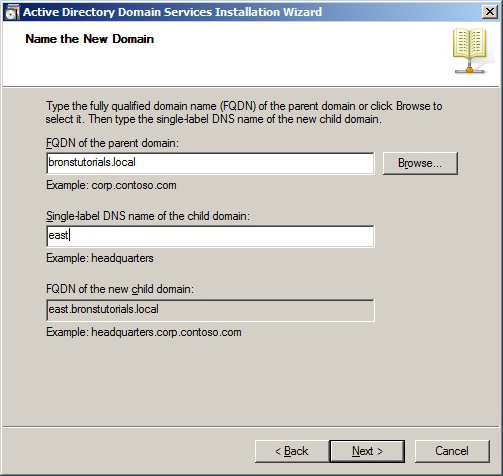 Active Directory Domain Services Installation Wizard
Name the New Domain
Type the fully qualified domain name (FQDN) of the parent domain or click Browse to
select it. Then type the single-label DNS name of the new child domain.
FQDN of the parent domain:
bronstutorials.local
Browse...
Example: corp.contoso.com
Single-label DNS name of the child domain:
east
Example: headquarters
FQDN of the new child domain:
east.bronstutorials.local
Example: headquarters.corp.contoso.com
< Back
Next >
Cancel